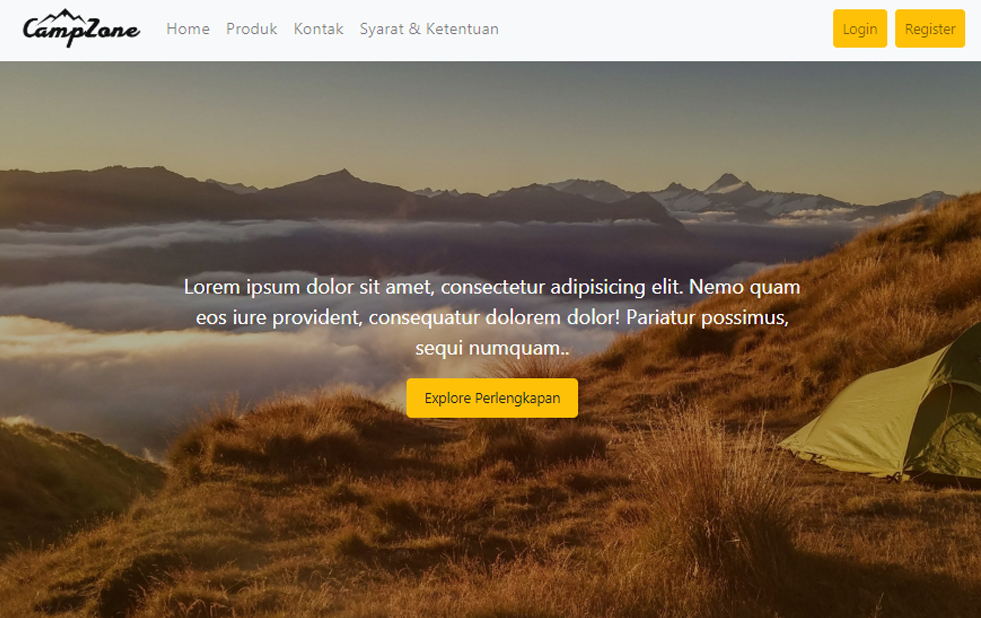 CampZone
Home Produk Kontak Syarat & Ketentuan
Login Register
Lorem ipsum dolor sit amet, consectetur adipisicing elit. Nemo quam
eos iure provident, consequatur dolorem dolor! Pariatur possimus,
sequi numquam..
Explore Perlengkapan